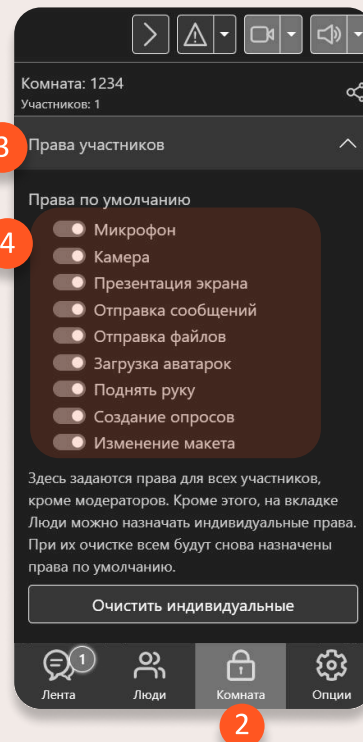 Комната: 1234
Участников: 1
3
Права участников
Права по умолчанию
4
Микрофон
Камера
Презентация экрана
Отправка сообщений
Отправка файлов
Загрузка аватарок
Поднять руку
Создание опросов
Изменение макета
Здесь задаются права для всех участников,
кроме модераторов. Кроме этого, на вкладке
Люди можно назначать индивидуальные права.
При их очистке всем будут снова назначены
права по умолчанию.
Очистить индивидуальные
1
Лента Люди Комната Опции
2